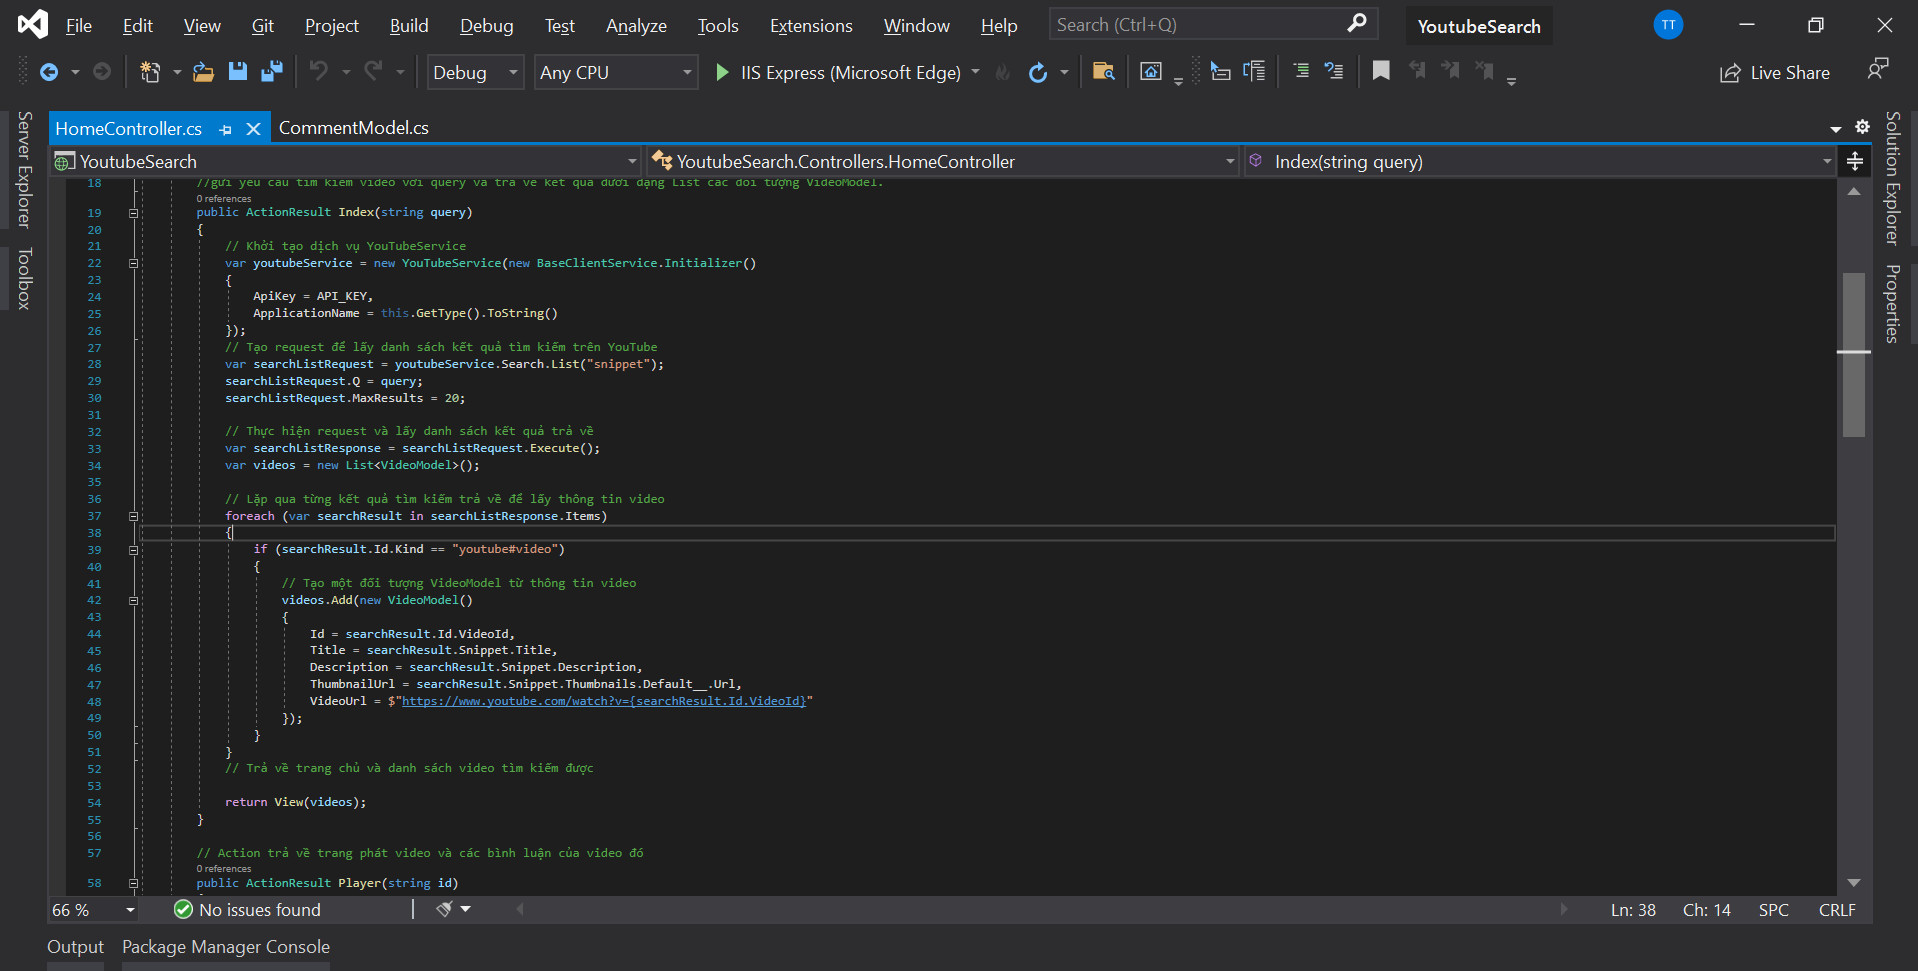 File Edit View Git Project Build Debug Test Analyze Tools Extensions Window Help Search (Ctrl+Q) YoutubeSearch TT
Debug Any CPU IIS Express (Microsoft Edge) Live Share
Server Explorer
Toolbox
HomeController.cs CommentModel.cs
YoutubeSearch YoutubeSearch.Controllers.HomeController Index(string query)
18 //gửi yêu cầu tìm kiếm video với query và trả về kết quả dưới dạng List các đối tượng VideoModel.
0 references
19 public ActionResult Index(string query)
20 {
21 // Khởi tạo dịch vụ YouTubeService
22 var youtubeService = new YouTubeService(new BaseClientService.Initializer()
23 {
24 ApiKey = API_KEY,
25 ApplicationName = this.GetType().ToString()
26 });
27 // Tạo request để lấy danh sách kết quả tìm kiếm trên YouTube
28 var searchListRequest = youtubeService.Search.List("snippet");
29 searchListRequest.Q = query;
30 searchListRequest.MaxResults = 20;
31
32 // Thực hiện request và lấy danh sách kết quả trả về
33 var searchListResponse = searchListRequest.Execute();
34 var videos = new List<VideoModel>();
35
36 // Lặp qua từng kết quả tìm kiếm trả về để lấy thông tin video
37 foreach (var searchResult in searchListResponse.Items)
38 {
39 if (searchResult.Id.Kind == "youtube#video")
40 {
41 // Tạo một đối tượng VideoModel từ thông tin video
42 videos.Add(new VideoModel()
43 {
44 Id = searchResult.Id.VideoId,
45 Title = searchResult.Snippet.Title,
46 Description = searchResult.Snippet.Description,
47 ThumbnailUrl = searchResult.Snippet.Thumbnails.Default__.Url,
48 VideoUrl = $"https://www.youtube.com/watch?v={searchResult.Id.VideoId}"
49 });
50 }
51 }
52 // Trả về trang chủ và danh sách video tìm kiếm được
53
54 return View(videos);
55 }
56
57 // Action trả về trang phát video và các bình luận của video đó
0 references
58 public ActionResult Player(string id)
Solution Explorer
Properties
66 % No issues found Ln: 38 Ch: 14 SPC CRLF
Output Package Manager Console